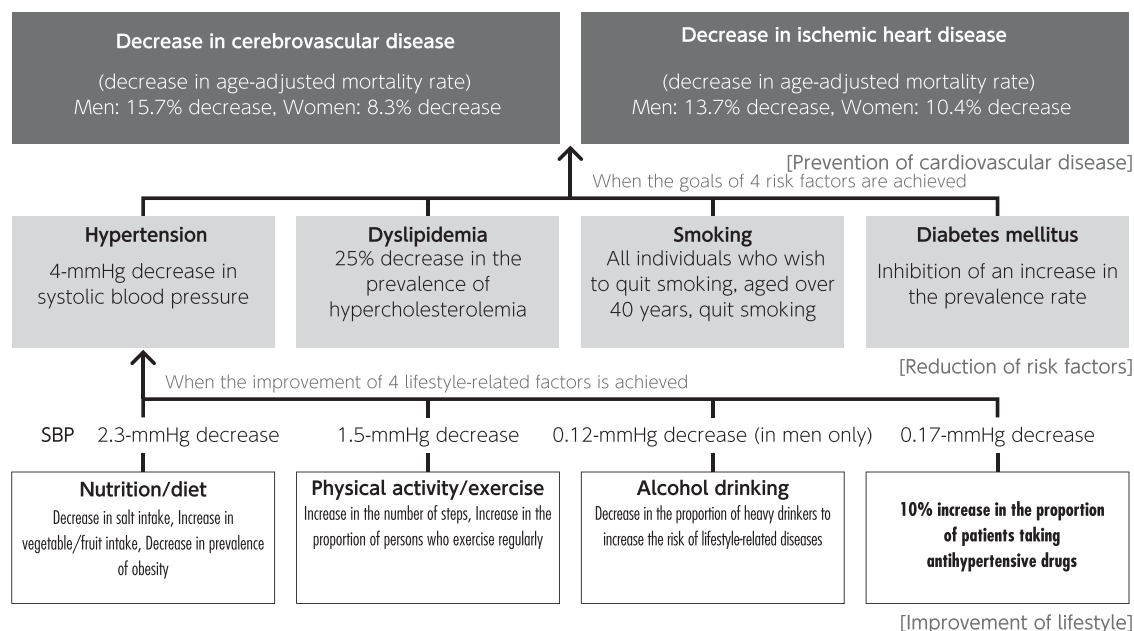 Decrease in cerebrovascular disease
(decrease in age-adjusted mortality rate)
Men: 15.7% decrease, Women: 8.3% decrease
Decrease in ischemic heart disease
(decrease in age-adjusted mortality rate)
Men: 13.7% decrease, Women: 10.4% decrease
[Prevention of cardiovascular disease]
When the goals of 4 risk factors are achieved
Hypertension
4-mmHg decrease in
systolic blood pressure
Dyslipidemia
25% decrease in the
prevalence of
hypercholesterolemia
Smoking
All individuals who wish
to quit smoking, aged over
40 years, quit smoking
Diabetes mellitus
Inhibition of an increase in
the prevalence rate
[Reduction of risk factors]
When the improvement of 4 lifestyle-related factors is achieved
SBP 2.3-mmHg decrease
1.5-mmHg decrease
0.12-mmHg decrease (in men only)
0.17-mmHg decrease
Nutrition/diet
Decrease in salt intake, Increase in
vegetable/fruit intake, Decrease in prevalence
of obesity
Physical activity/exercise
Increase in the number of steps, Increase in the
proportion of persons who exercise regularly
Alcohol drinking
Decrease in the proportion of heavy drinkers to
increase the risk of lifestyle-related diseases
10% increase in the proportion
of patients taking
antihypertensive drugs
[Improvement of lifestyle]